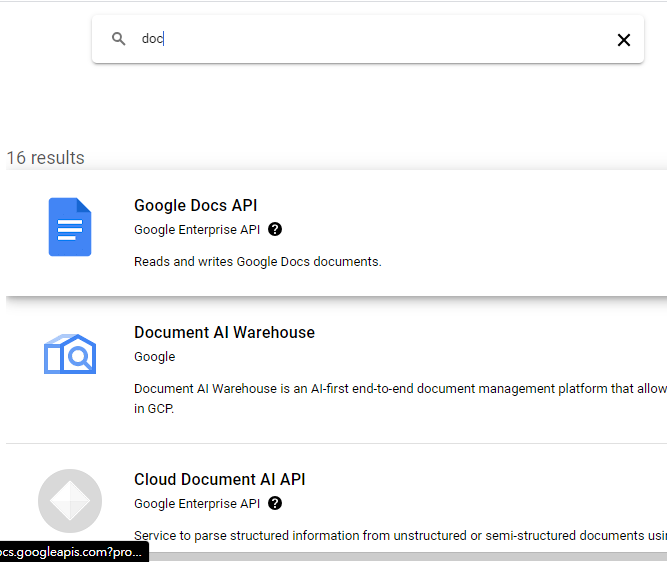 doc
16 results
Google Docs API
Google Enterprise API
Reads and writes Google Docs documents.
Document AI Warehouse
Google
Document AI Warehouse is an AI-first end-to-end document management platform that allow
in GCP.
Cloud Document AI API
Google Enterprise API
Service to parse structured information from unstructured or semi-structured documents usin
ocs.googleapis.com?pro...